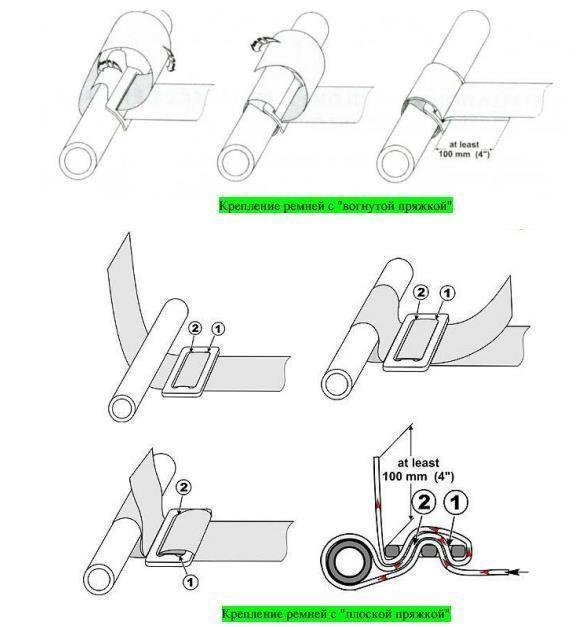 at least
100 mm (4")
Крепление ремней с "вогнутой пряжкой"
2 1
2 1
2
1
at least
100 mm (4")
2 1
Крепление ремней с "плоской пряжкой"